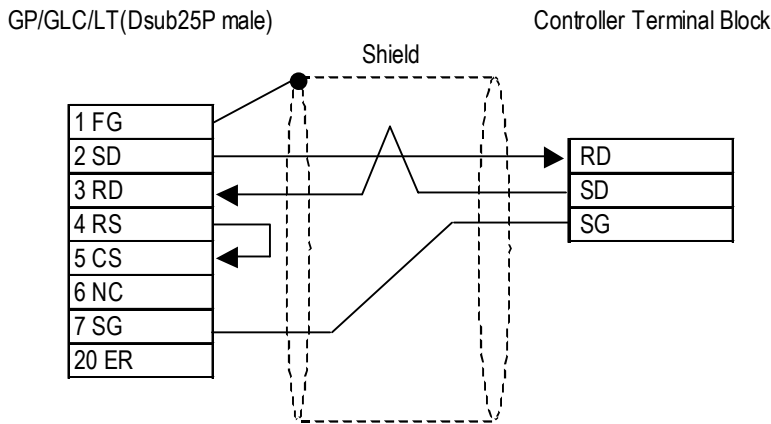 GP/GLC/LT(Dsub25P male)
Controller Terminal Block
Shield
1 FG
2 SD
3 RD
4 RS
5 CS
6 NC
7 SG
20 ER
RD
SD
SG